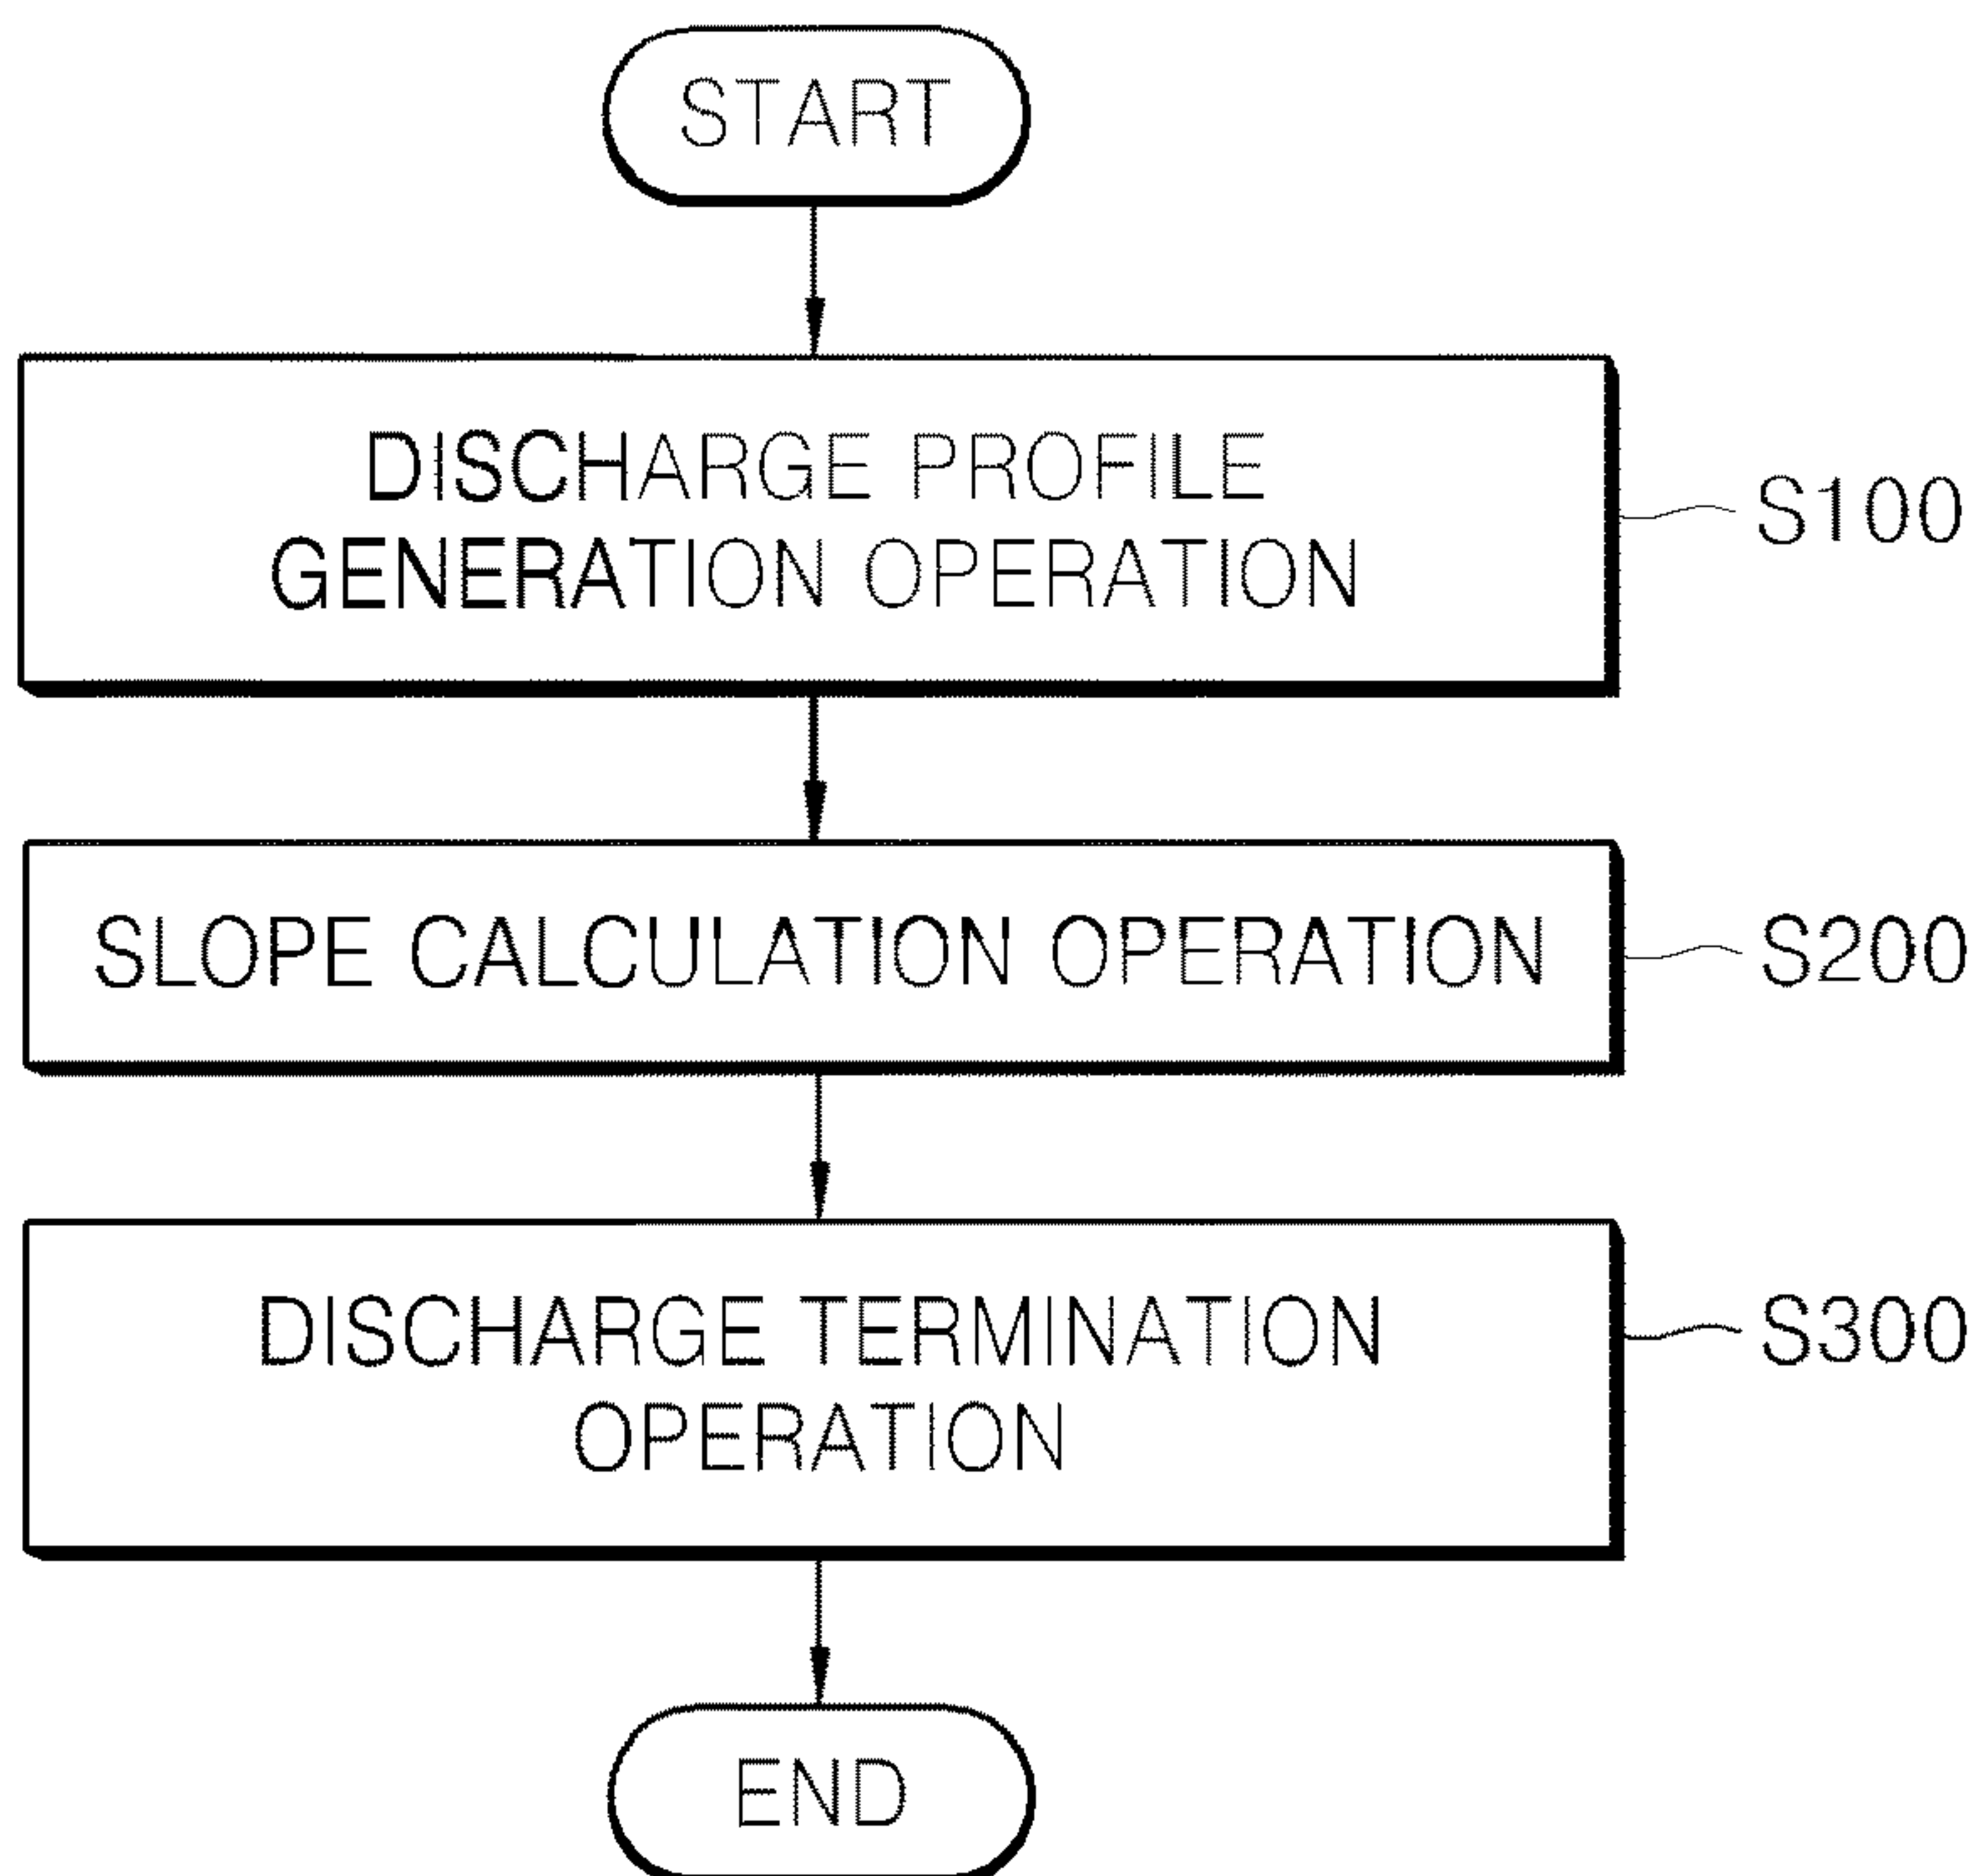 START
DISCHARGE PROFILE
GENERATION OPERATION
S100
SLOPE CALCULATION OPERATION
S200
DISCHARGE TERMINATION
OPERATION
S300
END